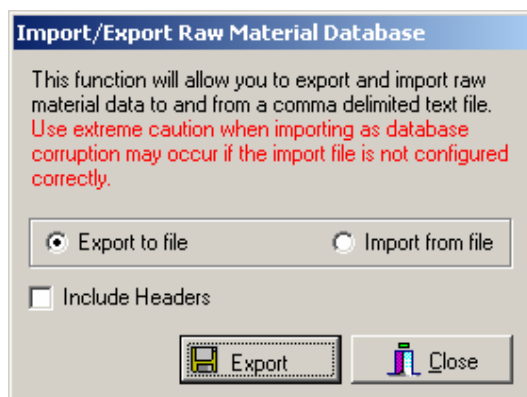 Import/Export Raw Material Database
This function will allow you to export and import raw
material data to and from a comma delimited text file.
Use extreme caution when importing as database
corruption may occur if the import file is not configured
correctly.
Export to file
Import from file
Include Headers
Export
Close